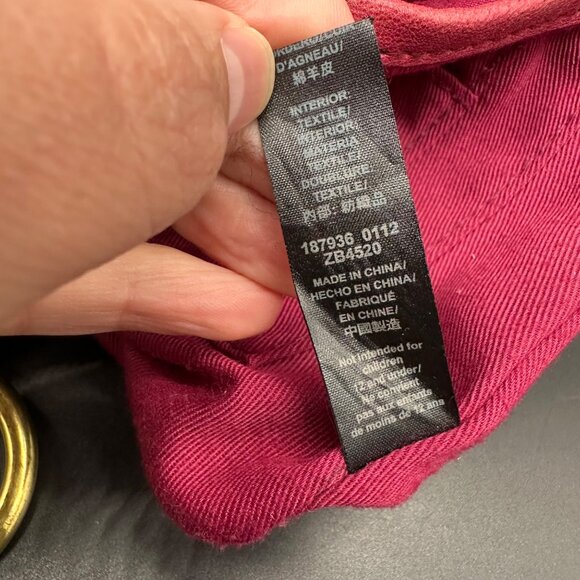 D'AGNEAU/
綿羊皮
INTERIOR:
TEXTILE/
INTERIOR:
MATERIA
TEXTILE/
DOUBLURE:
TEXTILE/
內部: 紡織品
187936 0112
ZB4520
MADE IN CHINA/
HECHO EN CHINA/
FABRIQUÉ
EN CHINE/
中國製造
Not intended for
children
12 and under/
Ne convient
pas aux enfants
de moins de 12 ans